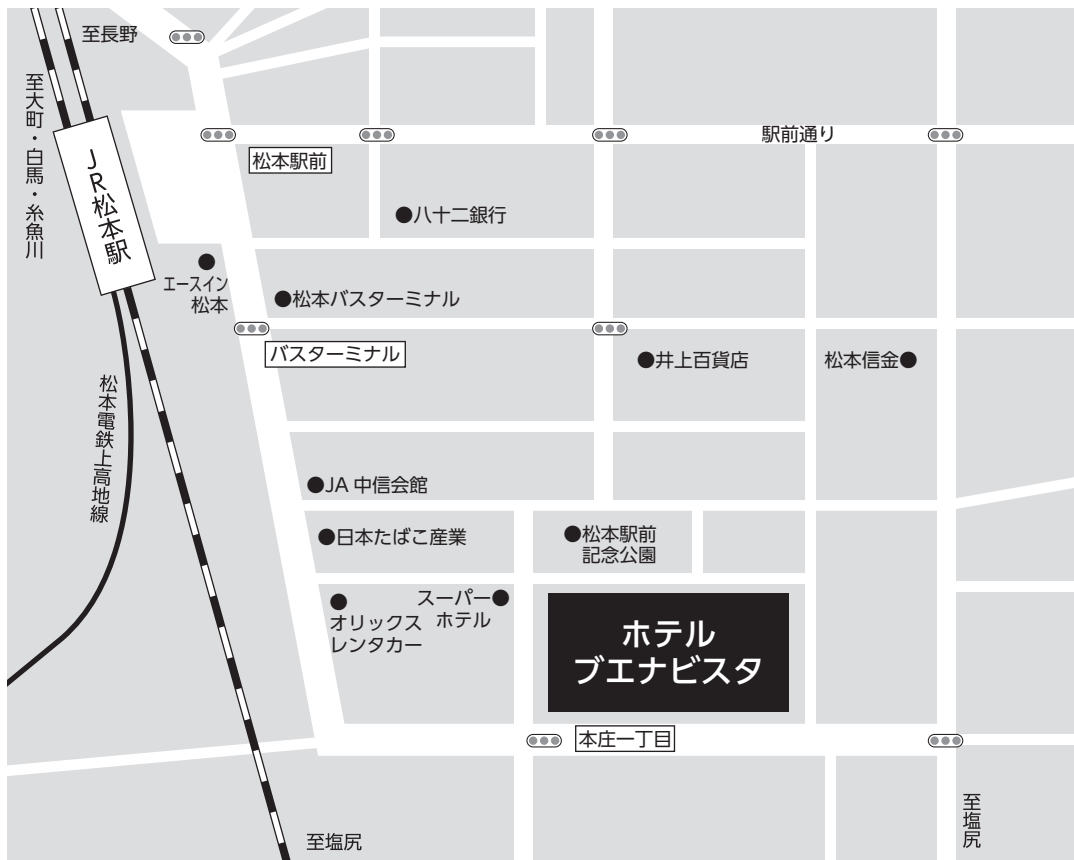 至長野
至大町・白馬・糸魚川
駅前通り
JR松本駅
松本駅前
●八十二銀行
エースイン
松本
●松本バスターミナル
バスターミナル
●井上百貨店
松本信金●
松本電鉄上高地線
●JA 中信会館
●日本たばこ産業
●松本駅前
記念公園
スーパー●
ホテル
オリックス
レンタカー
ホテル
ブエナビスタ
本庄一丁目
至塩尻
至塩尻